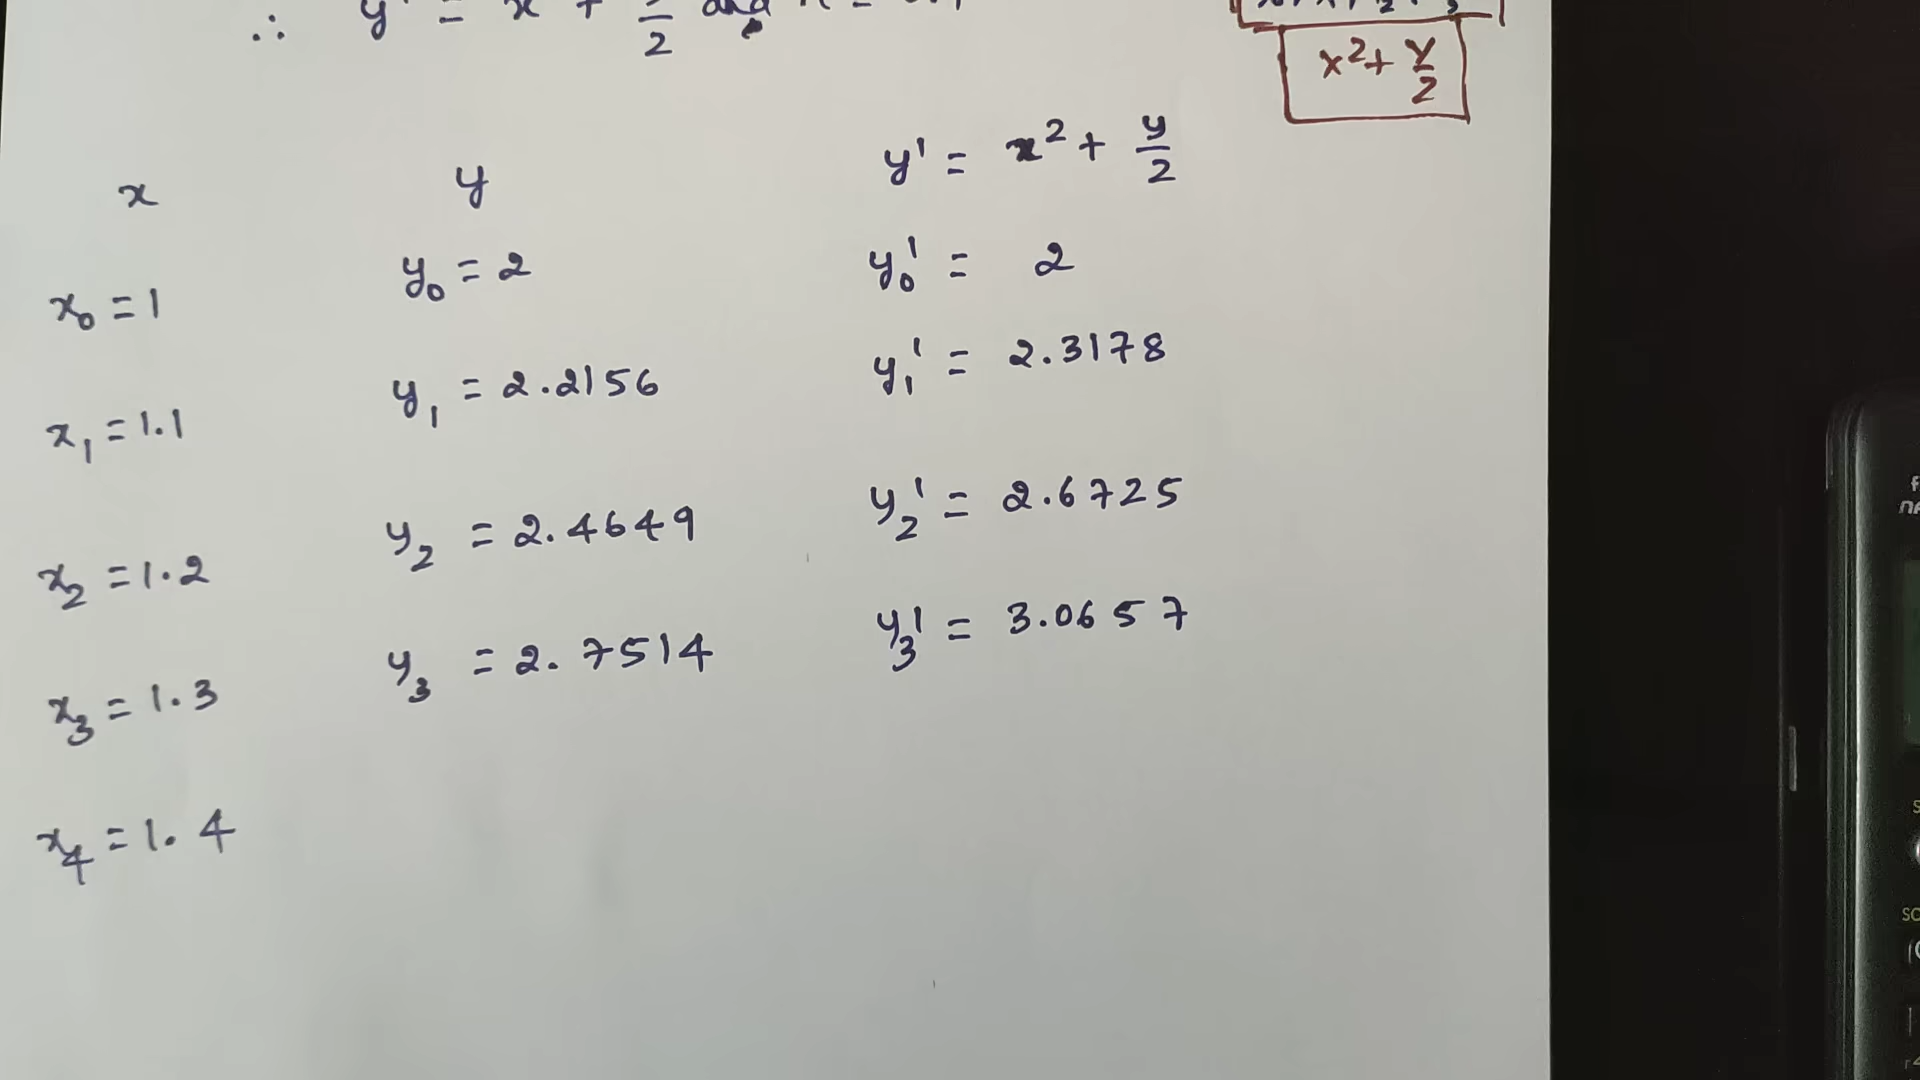 ∴ y' = x + y/2 and
x² + y/2
x y y' = x² + y/2
x₀ = 1 y₀ = 2 y₀' = 2
x₁ = 1.1 y₁ = 2.2156 y₁' = 2.3178
x₂ = 1.2 y₂ = 2.4649 y₂' = 2.6725
x₃ = 1.3 y₃ = 2.7514 y₃' = 3.0657
x₄ = 1.4